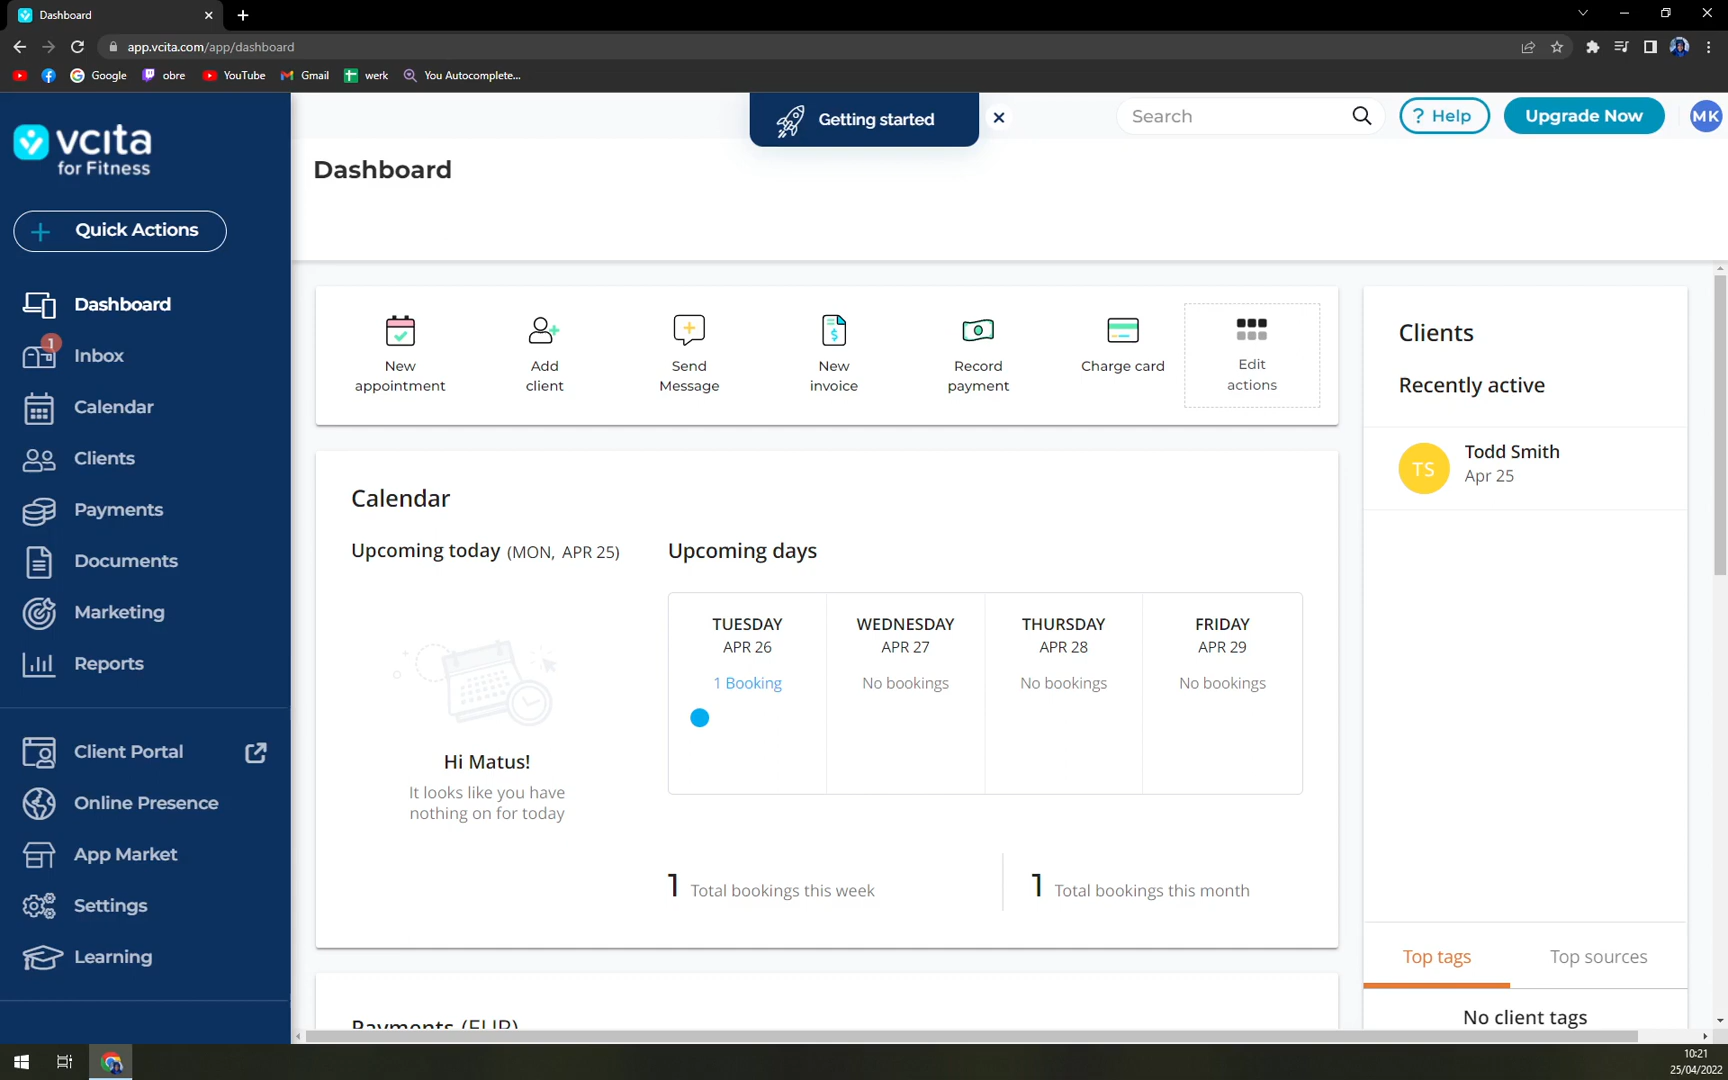 Dashboard
app.vcita.com/app/dashboard
Google
obre
YouTube
Gmail
werk
You Autocomplete...
vcita
for Fitness
Getting started
Search
? Help
Upgrade Now
MK
Dashboard
Quick Actions
Dashboard
1
Inbox
Calendar
Clients
Payments
Documents
Marketing
Reports
Client Portal
Online Presence
App Market
Settings
Learning
New
appointment
Add
client
Send
Message
New
invoice
Record
payment
Charge card
Edit
actions
Calendar
Upcoming today (MON, APR 25)
Hi Matus!
It looks like you have
nothing on for today
Upcoming days
TUESDAY
APR 26
1 Booking
WEDNESDAY
APR 27
No bookings
THURSDAY
APR 28
No bookings
FRIDAY
APR 29
No bookings
1 Total bookings this week
1 Total bookings this month
Payments (EUR)
Clients
Recently active
TS
Todd Smith
Apr 25
Top tags
Top sources
No client tags
10:21
25/04/2022